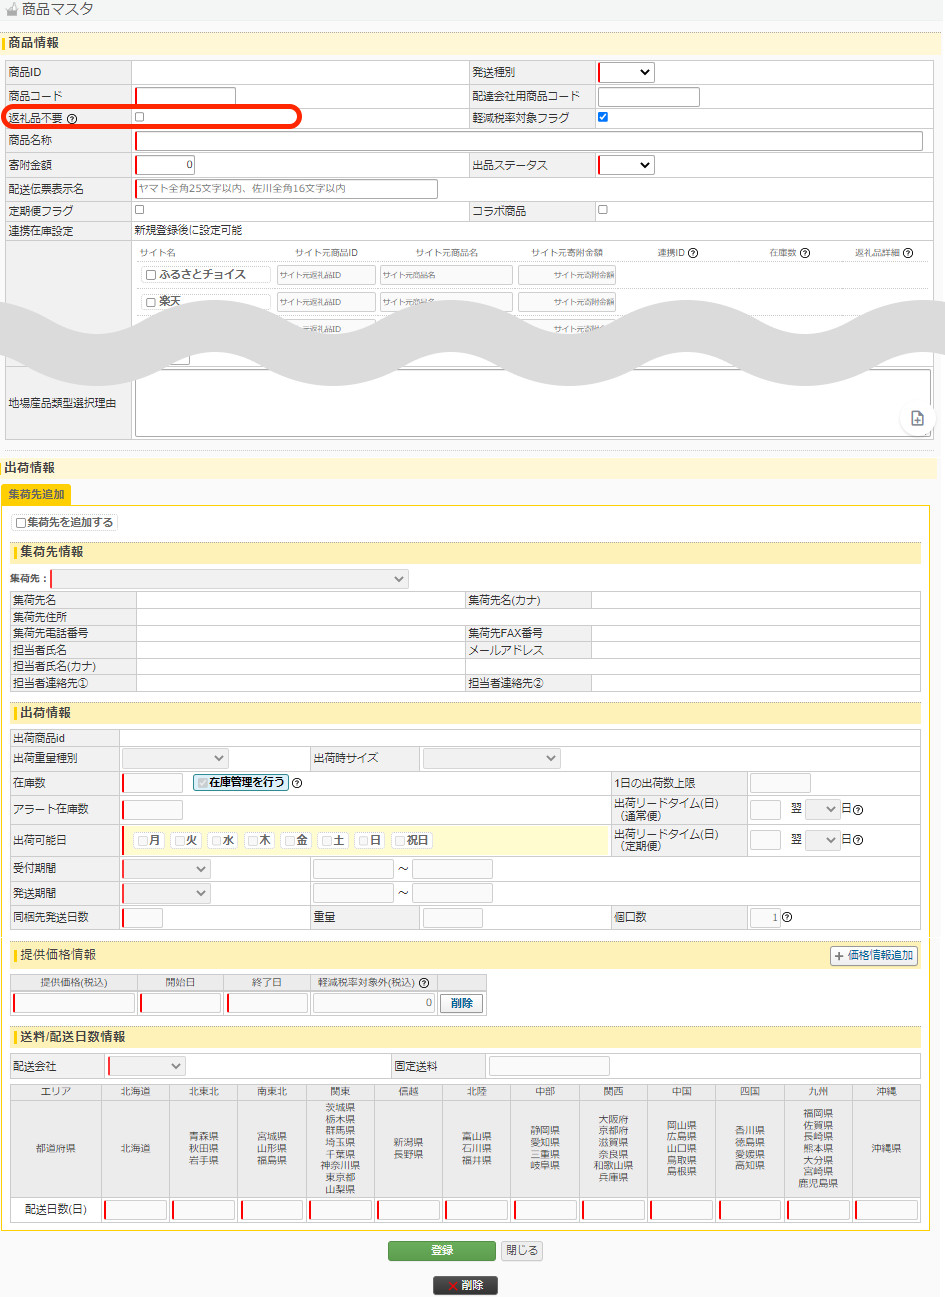 商品マスタ
商品情報
商品ID 発送種別
商品コード 配達会社用商品コード
返礼品不要 ? 軽減税率対象フラグ
商品名称
寄附金額 0 出品ステータス
配送伝票表示名 ヤマト全角25文字以内、佐川全角16文字以内
定期便フラグ コラボ商品
連携在庫設定 新規登録後に設定可能
サイト名 サイト元商品ID サイト元商品名 サイト元寄附金額 連携ID ? 在庫数 ? 返礼品詳細 ?
ふるさとチョイス サイト元返礼品ID サイト元商品名 サイト元寄附金額
楽天 サイト元返礼品ID サイト元商品名 サイト元寄附金額
元返礼品ID サイト元寄附金額
地場産品類型選択理由
出荷情報
集荷先追加
集荷先を追加する
集荷先情報
集荷先：
集荷先名 集荷先名(カナ)
集荷先住所
集荷先電話番号 集荷先FAX番号
担当者氏名 メールアドレス
担当者氏名(カナ)
担当者連絡先① 担当者連絡先②
出荷情報
出荷商品id
出荷重量種別 出荷時サイズ
在庫数 在庫管理を行う ? 1日の出荷数上限
アラート在庫数 出荷リードタイム(日)（通常便） 翌 日?
出荷可能日 月 火 水 木 金 土 日 祝日 出荷リードタイム(日)（定期便） 翌 日?
受付期間 ～
発送期間 ～
同梱先発送日数 重量 個口数 1 ?
提供価格情報 + 価格情報追加
提供価格(税込) 開始日 終了日 軽減税率対象外(税込) ?
0 削除
送料/配送日数情報
配送会社 固定送料
エリア 北海道 北東北 南東北 関東 信越 北陸 中部 関西 中国 四国 九州 沖縄
都道府県 北海道 青森県 秋田県 岩手県 宮城県 山形県 福島県 茨城県 栃木県 群馬県 埼玉県 千葉県 神奈川県 東京都 山梨県 新潟県 長野県 富山県 石川県 福井県 静岡県 愛知県 三重県 岐阜県 大阪府 京都府 滋賀県 奈良県 和歌山県 兵庫県 岡山県 広島県 山口県 鳥取県 島根県 香川県 徳島県 愛媛県 高知県 福岡県 佐賀県 長崎県 熊本県 大分県 宮崎県 鹿児島県 沖縄県
配送日数(日)
登録 閉じる
削除